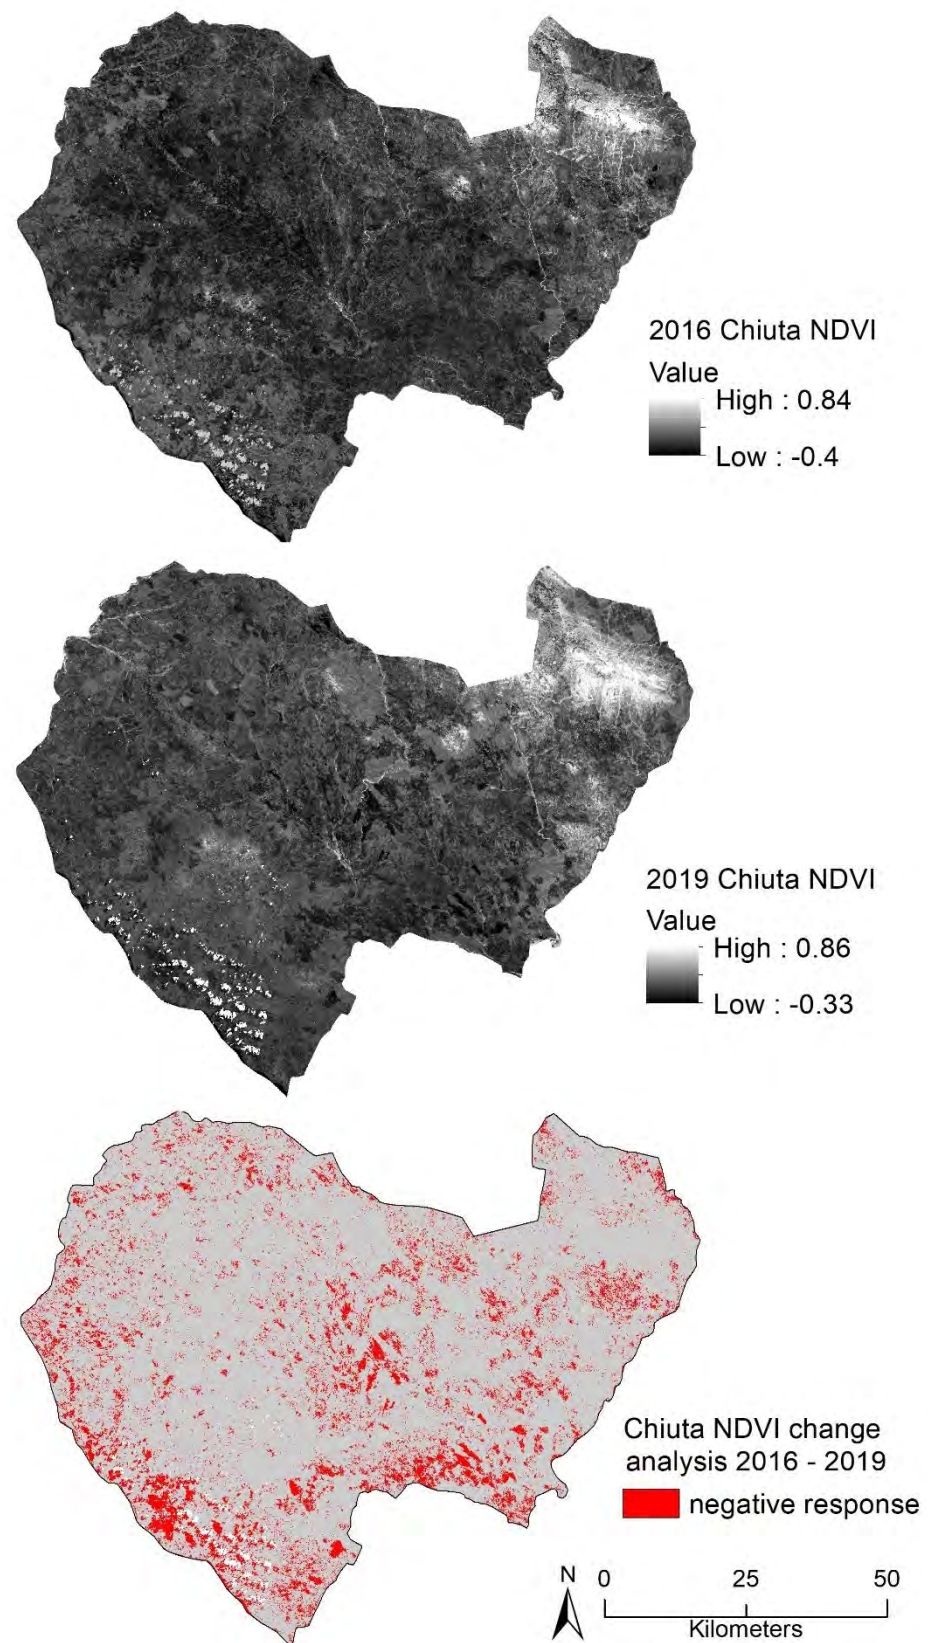 2016 Chiuta NDVI
Value
High : 0.84
Low : -0.4
2019 Chiuta NDVI
Value
High : 0.86
Low : -0.33
Chiuta NDVI change
analysis 2016 - 2019
negative response
N
0 25 50
Kilometers